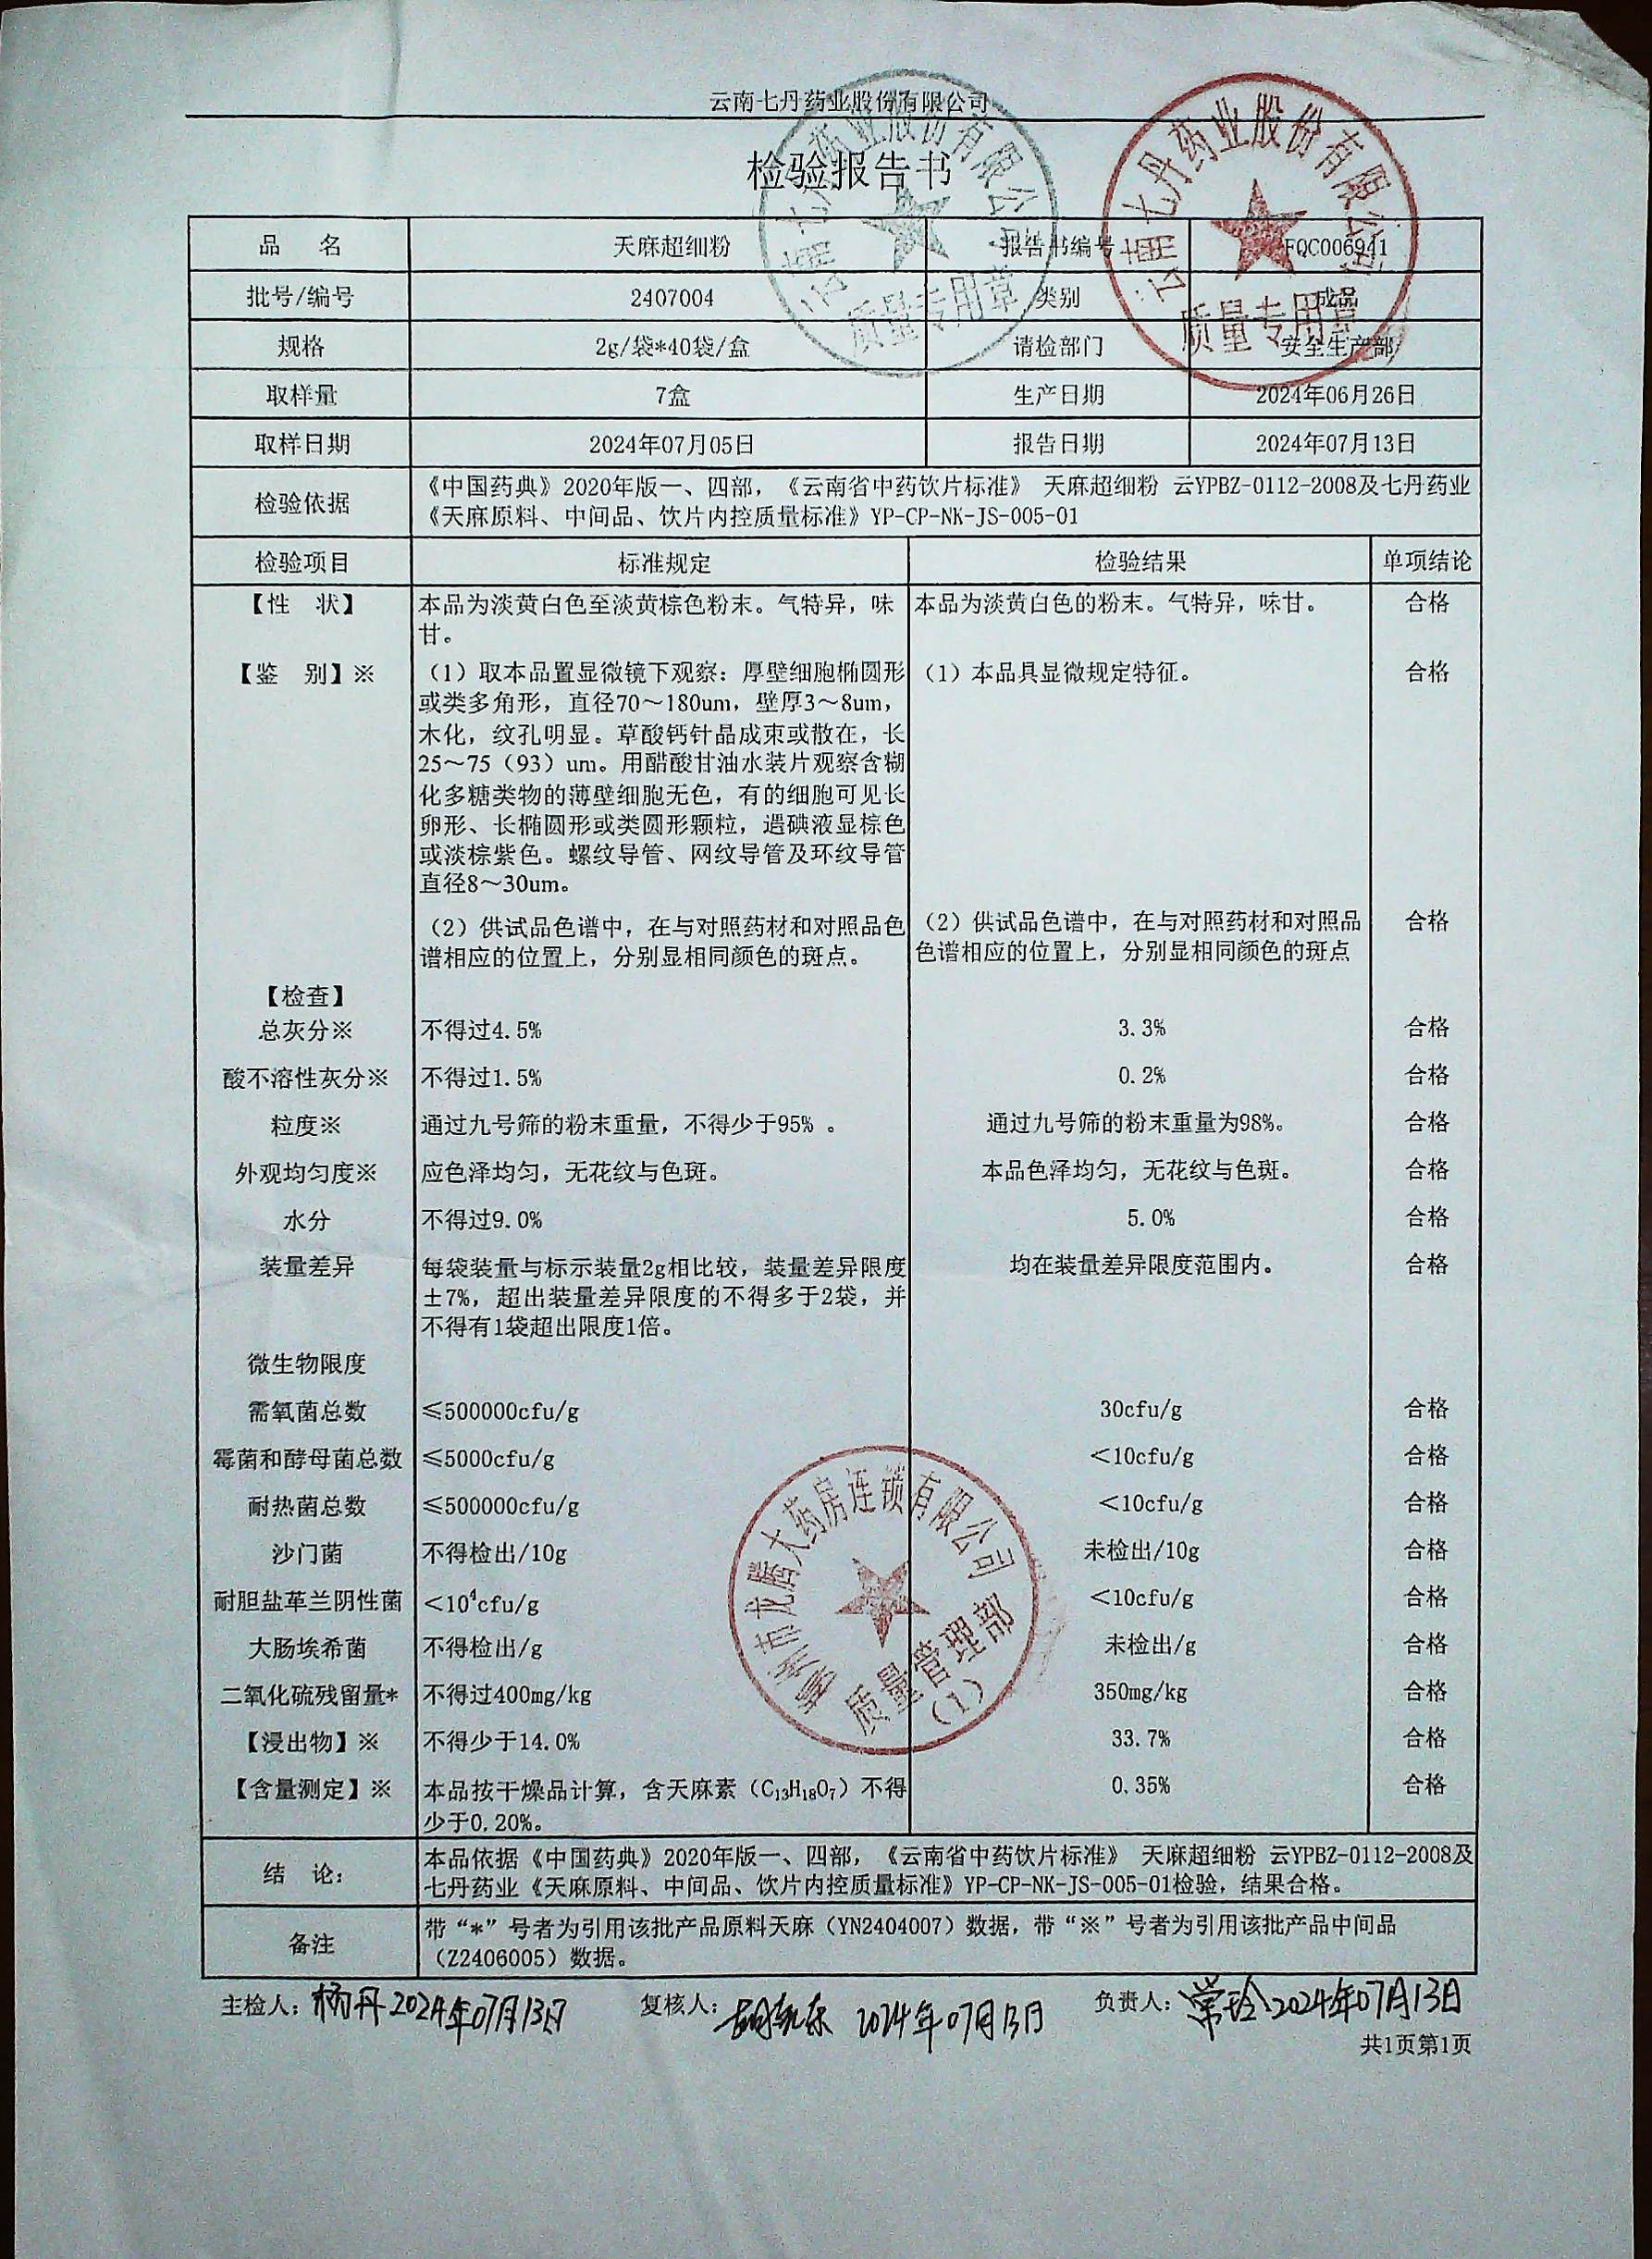 云南七丹药业股份有限公司
检验报告书
品 名 天麻超细粉 报告书编号 FQC006941
批号/编号 2407004 类别 成品
规格 2g/袋*40袋/盒 请检部门 安全生产部
取样量 7盒 生产日期 2024年06月26日
取样日期 2024年07月05日 报告日期 2024年07月13日
检验依据 《中国药典》2020年版一、四部，《云南省中药饮片标准》 天麻超细粉 云YPBZ-0112-2008及七丹药业
《天麻原料、中间品、饮片内控质量标准》YP-CP-NK-JS-005-01
检验项目 标准规定 检验结果 单项结论
【性 状】 本品为淡黄白色至淡黄棕色粉末。气特异，味 本品为淡黄白色的粉末。气特异，味甘。 合格
甘。
【鉴 别】※ （1）取本品置显微镜下观察：厚壁细胞椭圆形 （1）本品具显微规定特征。 合格
或类多角形，直径70～180um，壁厚3～8um，
木化，纹孔明显。草酸钙针晶成束或散在，长
25～75（93）um。用醋酸甘油水装片观察含糊
化多糖类物的薄壁细胞无色，有的细胞可见长
卵形、长椭圆形或类圆形颗粒，遇碘液显棕色
或淡棕紫色。螺纹导管、网纹导管及环纹导管
直径8～30um。
（2）供试品色谱中，在与对照药材和对照品色 （2）供试品色谱中，在与对照药材和对照品 合格
谱相应的位置上，分别显相同颜色的斑点。 色谱相应的位置上，分别显相同颜色的斑点
【检查】
总灰分※ 不得过4.5% 3.3% 合格
酸不溶性灰分※ 不得过1.5% 0.2% 合格
粒度※ 通过九号筛的粉末重量，不得少于95% 。 通过九号筛的粉末重量为98%。 合格
外观均匀度※ 应色泽均匀，无花纹与色斑。 本品色泽均匀，无花纹与色斑。 合格
水分 不得过9.0% 5.0% 合格
装量差异 每袋装量与标示装量2g相比较，装量差异限度 均在装量差异限度范围内。 合格
±7%，超出装量差异限度的不得多于2袋，并
不得有1袋超出限度1倍。
微生物限度
需氧菌总数 ≤500000cfu/g 30cfu/g 合格
霉菌和酵母菌总数 ≤5000cfu/g <10cfu/g 合格
耐热菌总数 ≤500000cfu/g <10cfu/g 合格
沙门菌 不得检出/10g 未检出/10g 合格
耐胆盐革兰阴性菌 <10⁴cfu/g <10cfu/g 合格
大肠埃希菌 不得检出/g 未检出/g 合格
二氧化硫残留量* 不得过400mg/kg 350mg/kg 合格
【浸出物】※ 不得少于14.0% 33.7% 合格
【含量测定】※ 本品按干燥品计算，含天麻素（C₁₃H₁₈O₇）不得 0.35% 合格
少于0.20%。
结 论： 本品依据《中国药典》2020年版一、四部，《云南省中药饮片标准》 天麻超细粉 云YPBZ-0112-2008及
七丹药业《天麻原料、中间品、饮片内控质量标准》YP-CP-NK-JS-005-01检验，结果合格。
备注 带“*”号者为引用该批产品原料天麻（YN2404007）数据，带“※”号者为引用该批产品中间品
（Z2406005）数据。
主检人：杨丹 2024年07月13日 复核人： 2024年07月13日 负责人：常玲 2024年07月13日
共1页第1页
云南七丹药业股份有限公司
质量专用章
云南七丹药业股份有限公司
质量专用章
大药房连锁有限公司
质量管理部
（1）